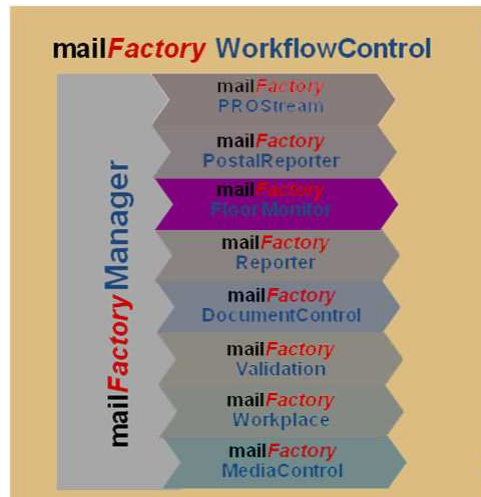 mailFactory WorkflowControl
mailFactory Manager
mailFactory
PROStream
mailFactory
PostalReporter
mailFactory
FloorMonitor
mailFactory
Reporter
mailFactory
DocumentControl
mailFactory
Validation
mailFactory
Workplace
mailFactory
MediaControl